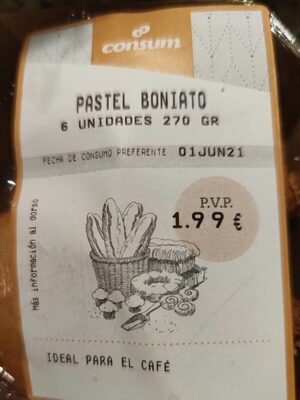 consum
PASTEL BONIATO
6 UNIDADES 270 GR
FECHA DE CONSUMO PREFERENTE 01JUN21
P.V.P.
1.99 €
Más información al dorso
IDEAL PARA EL CAFÉ